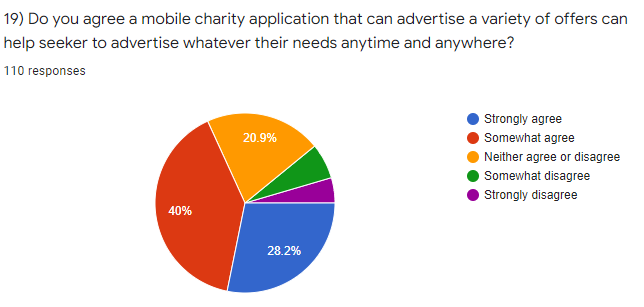 19) Do you agree a mobile charity application that can advertise a variety of offers can
help seeker to advertise whatever their needs anytime and anywhere?
110 responses
Strongly agree
Somewhat agree
Neither agree or disagree
Somewhat disagree
Strongly disagree
20.9%
40%
28.2%